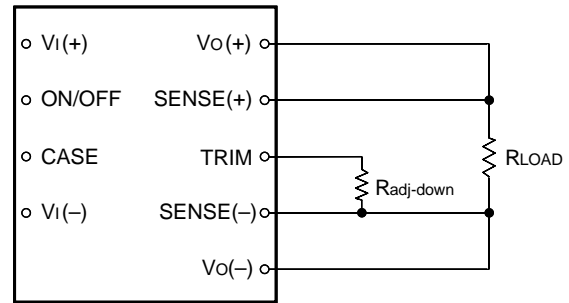 VI(+) VO(+)
ON/OFF SENSE(+)
CASE TRIM
RLOAD
Radj-down
VI(–) SENSE(–)
VO(–)